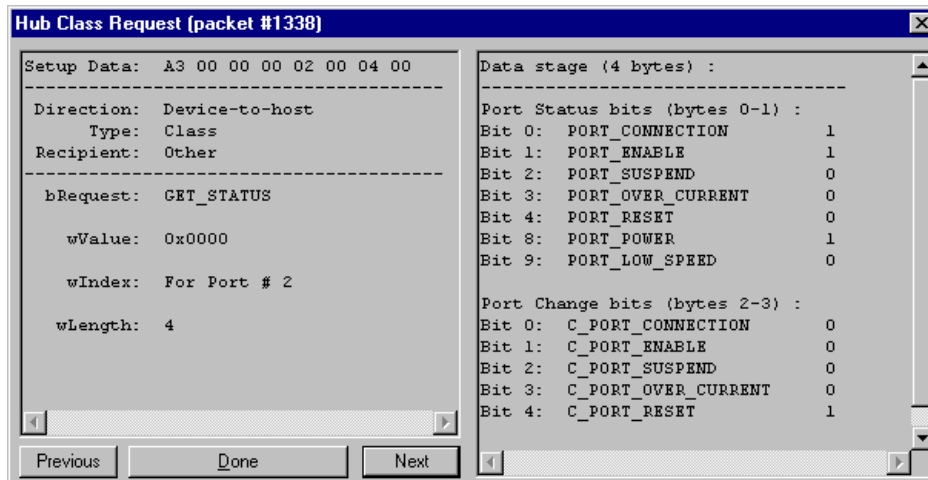 Hub Class Request (packet #1338)
Setup Data: A3 00 00 00 02 00 04 00
-----------------------------------------
Direction: Device-to-host
Type: Class
Recipient: Other
-----------------------------------------
bRequest: GET_STATUS
wValue: 0x0000
wIndex: For Port # 2
wLength: 4
Previous
Done
Next
Data stage (4 bytes) :
-----------------------------------
Port Status bits (bytes 0-1) :
Bit 0: PORT_CONNECTION 1
Bit 1: PORT_ENABLE 1
Bit 2: PORT_SUSPEND 0
Bit 3: PORT_OVER_CURRENT 0
Bit 4: PORT_RESET 0
Bit 8: PORT_POWER 1
Bit 9: PORT_LOW_SPEED 0
Port Change bits (bytes 2-3) :
Bit 0: C_PORT_CONNECTION 0
Bit 1: C_PORT_ENABLE 0
Bit 2: C_PORT_SUSPEND 0
Bit 3: C_PORT_OVER_CURRENT 0
Bit 4: C_PORT_RESET 1